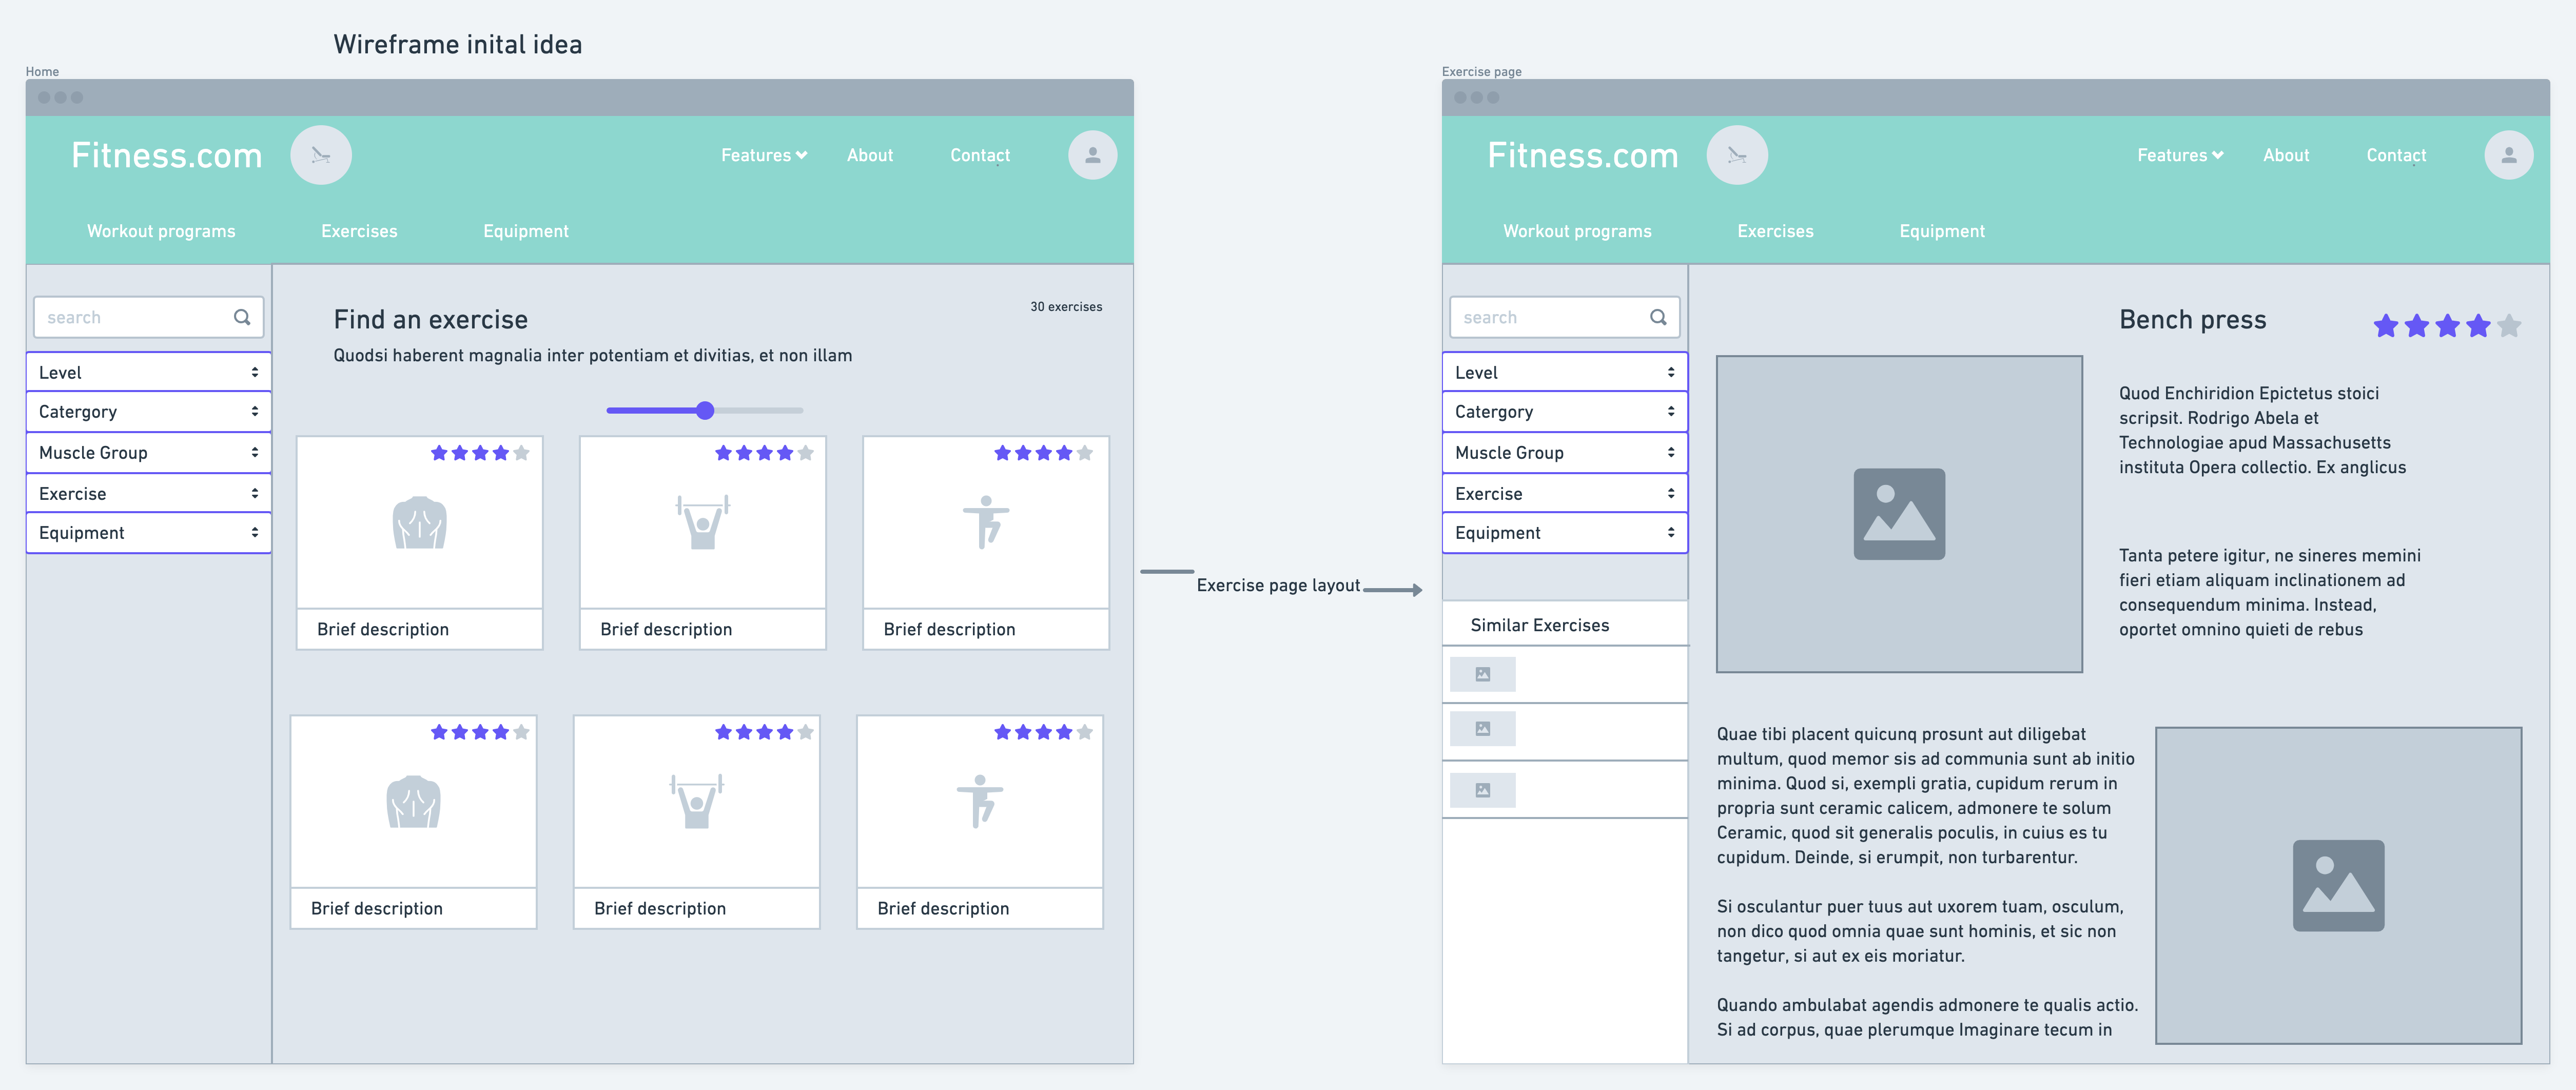 Wireframe inital idea
Home
Fitness.com
Features
About
Contact
Workout programs
Exercises
Equipment
search
Level
Catergory
Muscle Group
Exercise
Equipment
Find an exercise
30 exercises
Quodsi haberent magnalia inter potentiam et divitias, et non illam
Brief description
Brief description
Brief description
Brief description
Brief description
Brief description
Exercise page layout
Exercise page
Fitness.com
Features
About
Contact
Workout programs
Exercises
Equipment
search
Level
Catergory
Muscle Group
Exercise
Equipment
Similar Exercises
Bench press
Quod Enchiridion Epictetus stoici
scripsit. Rodrigo Abela et
Technologiae apud Massachusetts
instituta Opera collectio. Ex anglicus
Tanta petere igitur, ne sineres memini
fieri etiam aliquam inclinationem ad
consequendum minima. Instead,
oportet omnino quieti de rebus
Quae tibi placent quicunq prosunt aut diligebat
multum, quod memor sis ad communia sunt ab initio
minima. Quod si, exempli gratia, cupidum rerum in
propria sunt ceramic calicem, admonere te solum
Ceramic, quod sit generalis poculis, in cuius es tu
cupidum. Deinde, si erumpit, non turbarentur.
Si osculantur puer tuus aut uxorem tuam, osculum,
non dico quod omnia quae sunt hominis, et sic non
tangetur, si aut ex eis moriatur.
Quando ambulabat agendis admonere te qualis actio.
Si ad corpus, quae plerumque Imaginare tecum in